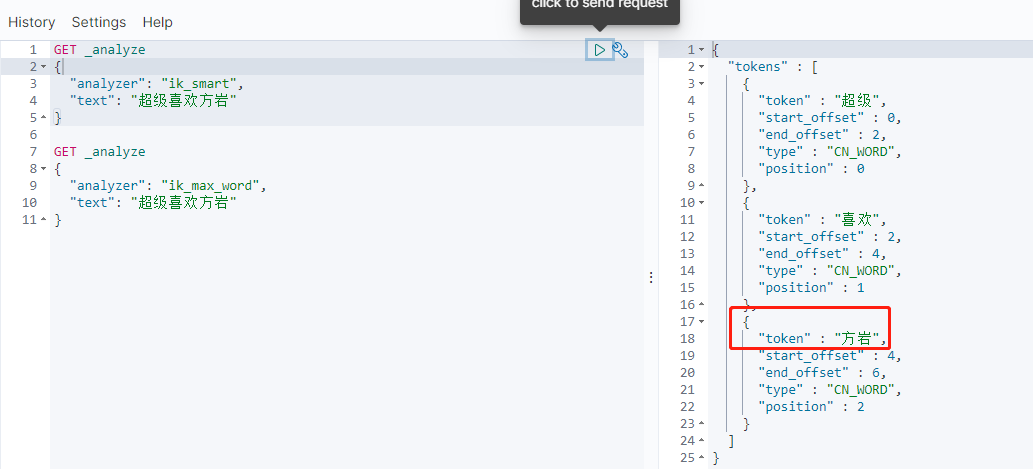 click to send request
History Settings Help
1 GET _analyze
2 {
3 "analyzer": "ik_smart",
4 "text": "超级喜欢方岩"
5 }
6
7 GET _analyze
8 {
9 "analyzer": "ik_max_word",
10 "text": "超级喜欢方岩"
11 }
1 {
2 "tokens" : [
3 {
4 "token" : "超级",
5 "start_offset" : 0,
6 "end_offset" : 2,
7 "type" : "CN_WORD",
8 "position" : 0
9 },
10 {
11 "token" : "喜欢",
12 "start_offset" : 2,
13 "end_offset" : 4,
14 "type" : "CN_WORD",
15 "position" : 1
16 },
17 {
18 "token" : "方岩",
19 "start_offset" : 4,
20 "end_offset" : 6,
21 "type" : "CN_WORD",
22 "position" : 2
23 }
24 ]
25 }